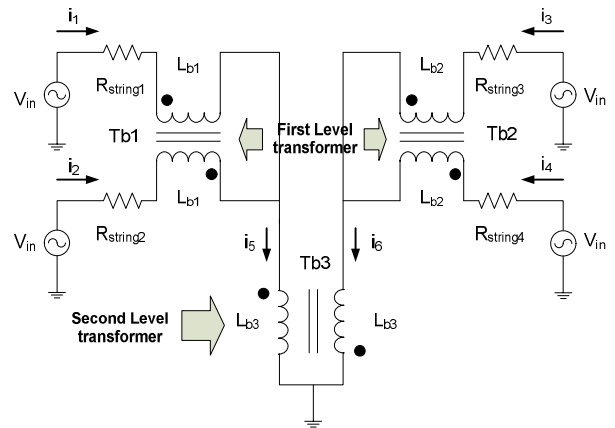 i1
i3
Lb1
Lb2
Rstring1
Rstring3
Vin
Vin
Tb1
First Level
transformer
Tb2
i2
i4
Lb1
Lb2
Vin
Rstring2
i5
i6
Rstring4
Vin
Tb3
Second Level
transformer
Lb3
Lb3